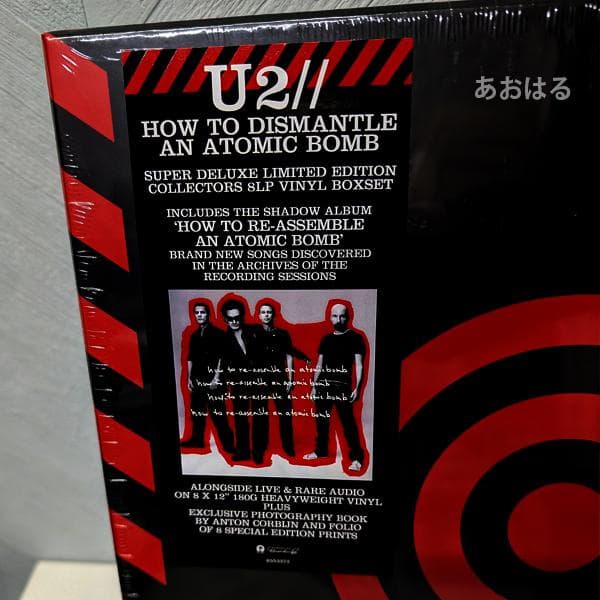 あおはる
U2//
HOW TO DISMANTLE
AN ATOMIC BOMB
SUPER DELUXE LIMITED EDITION
COLLECTORS 8LP VINYL BOXSET
INCLUDES THE SHADOW ALBUM
'HOW TO RE-ASSEMBLE
AN ATOMIC BOMB'
BRAND NEW SONGS DISCOVERED
IN THE ARCHIVES OF THE
RECORDING SESSIONS
how to re-assemble an atomic bomb
how to re-assemble an atomic bomb
how to re-assemble an atomic bomb
how to re-assemble an atomic bomb
ALONGSIDE LIVE & RARE AUDIO
ON 8 X 12" 180G HEAVYWEIGHT VINYL
PLUS
EXCLUSIVE PHOTOGRAPHY BOOK
BY ANTON CORBIJN AND FOLIO
OF 8 SPECIAL EDITION PRINTS